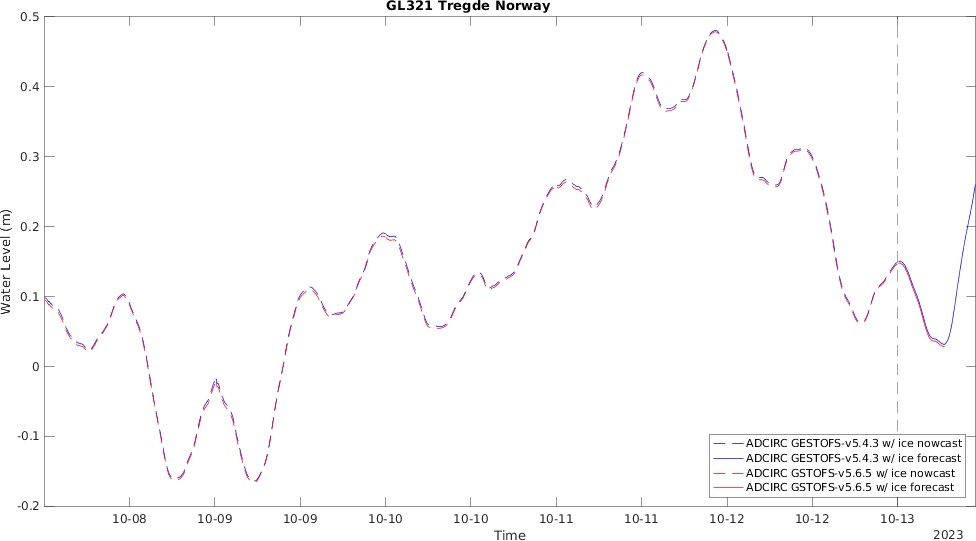 GL321 Tregde Norway
0.5
0.4
0.3
0.2
0.1
0
-0.1
-0.2
Water Level (m)
ADCIRC GESTOFS-v5.4.3 w/ ice nowcast
ADCIRC GESTOFS-v5.4.3 w/ ice forecast
ADCIRC GSTOFS-v5.6.5 w/ ice nowcast
ADCIRC GSTOFS-v5.6.5 w/ ice forecast
10-08 10-09 10-09 10-10 10-10 10-11 10-11 10-12 10-12 10-13
Time
2023